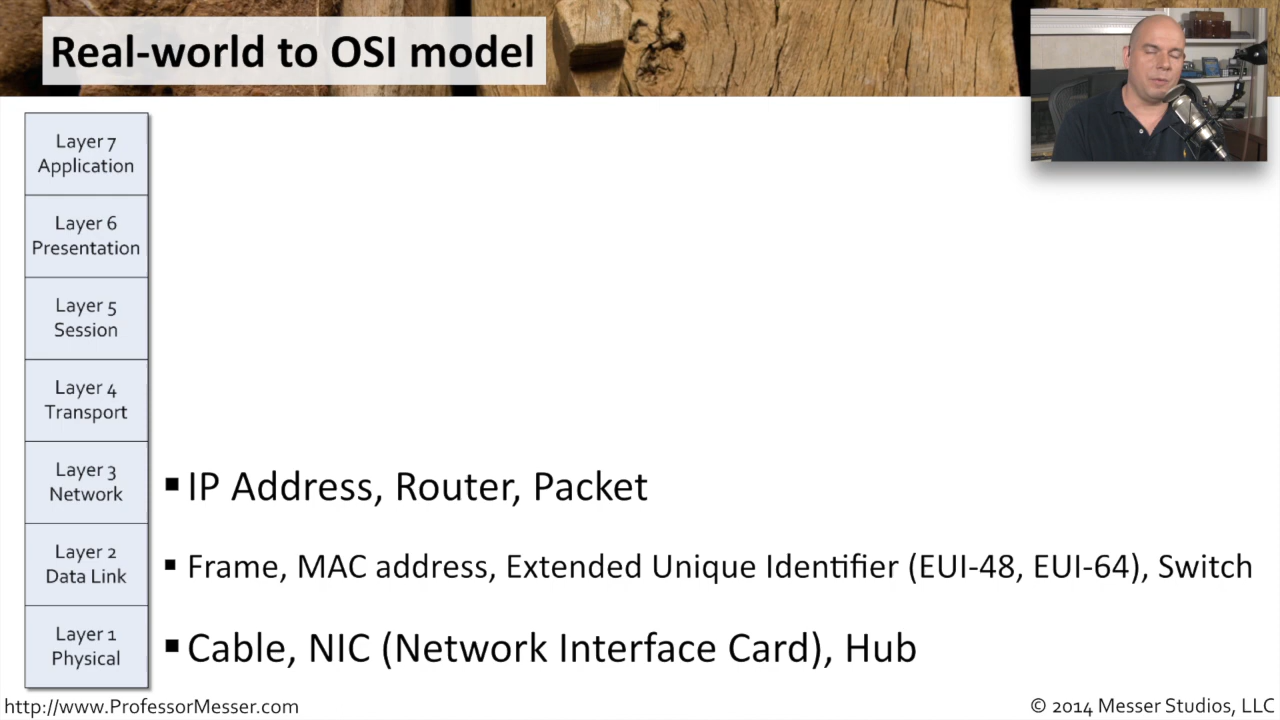 Real-world to OSI model
Layer 7
Application
Layer 6
Presentation
Layer 5
Session
Layer 4
Transport
Layer 3
Network
▪ IP Address, Router, Packet
Layer 2
Data Link
▪ Frame, MAC address, Extended Unique Identifier (EUI-48, EUI-64), Switch
Layer 1
Physical
▪ Cable, NIC (Network Interface Card), Hub
http://www.ProfessorMesser.com
© 2014 Messer Studios, LLC